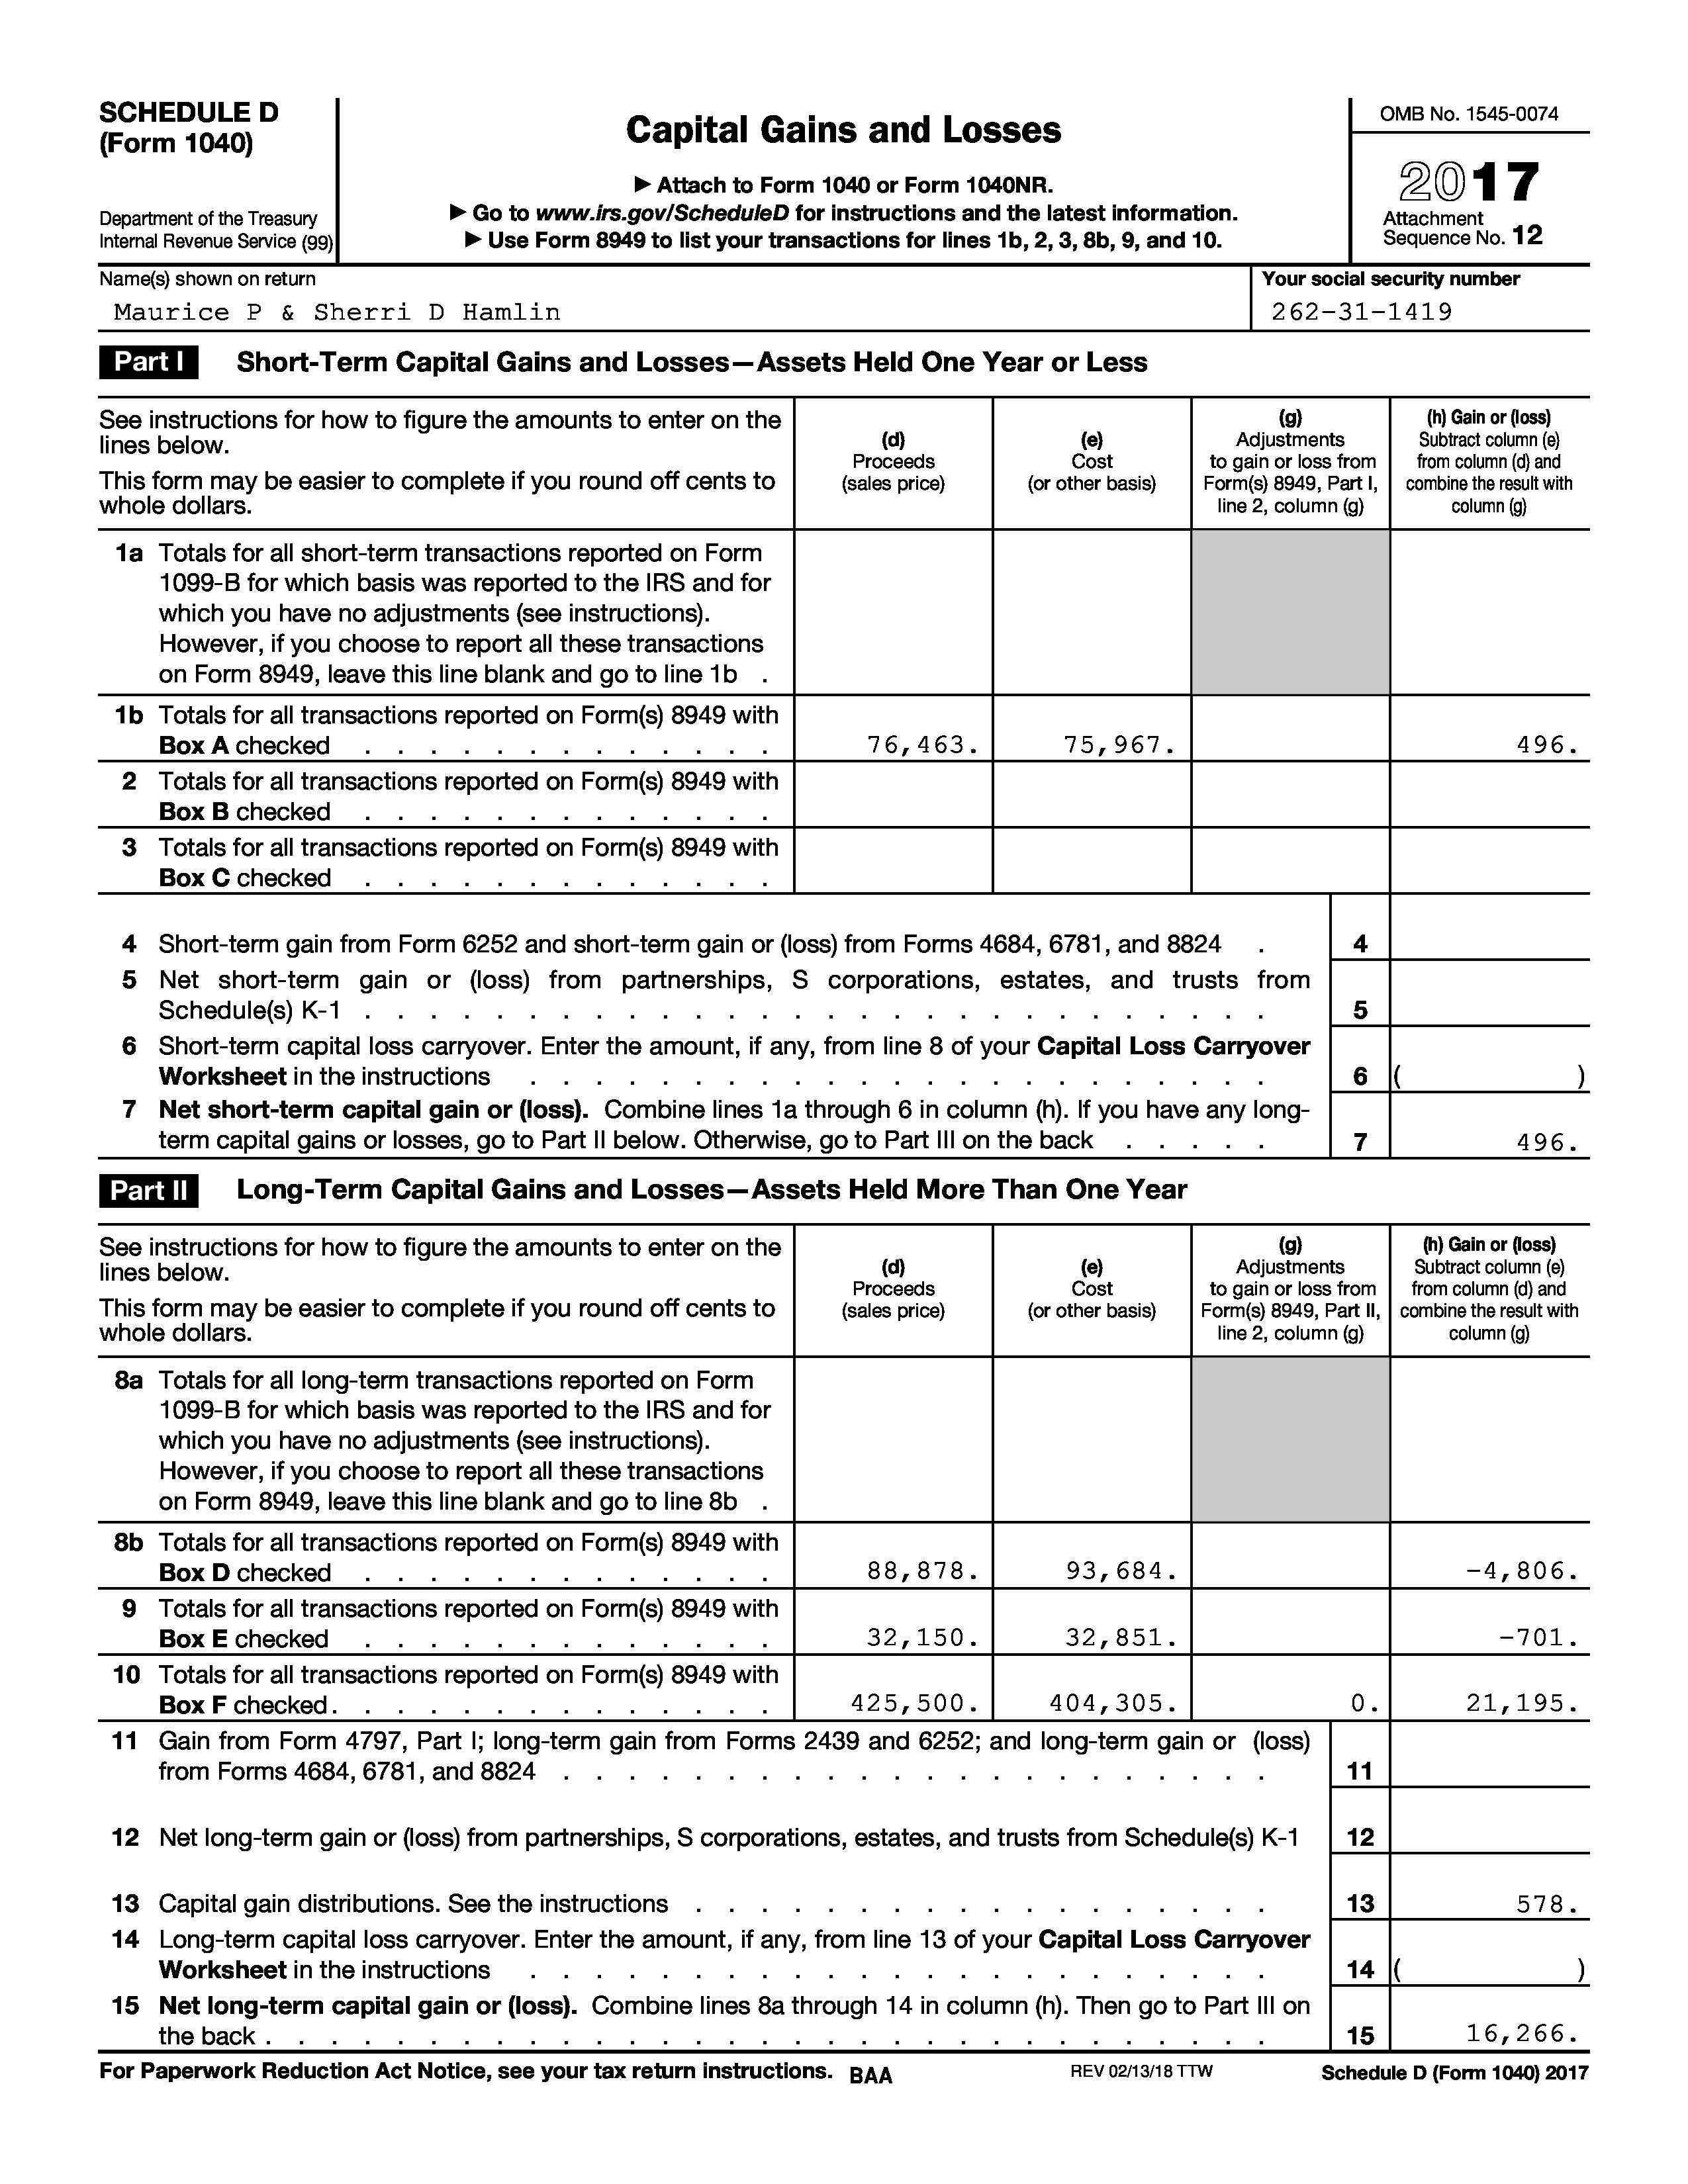 SCHEDULE D
(Form 1040)
Department of the Treasury
Internal Revenue Service (99)
Capital Gains and Losses
▶ Attach to Form 1040 or Form 1040NR.
▶ Go to www.irs.gov/ScheduleD for instructions and the latest information.
▶ Use Form 8949 to list your transactions for lines 1b, 2, 3, 8b, 9, and 10.
OMB No. 1545-0074
2017
Attachment
Sequence No. 12
Name(s) shown on return
Maurice P & Sherri D Hamlin
Your social security number
262-31-1419
Part I Short-Term Capital Gains and Losses—Assets Held One Year or Less
See instructions for how to figure the amounts to enter on the
lines below.
This form may be easier to complete if you round off cents to
whole dollars.
(d)
Proceeds
(sales price)
(e)
Cost
(or other basis)
(g)
Adjustments
to gain or loss from
Form(s) 8949, Part I,
line 2, column (g)
(h) Gain or (loss)
Subtract column (e)
from column (d) and
combine the result with
column (g)
1a Totals for all short-term transactions reported on Form
1099-B for which basis was reported to the IRS and for
which you have no adjustments (see instructions).
However, if you choose to report all these transactions
on Form 8949, leave this line blank and go to line 1b .
1b Totals for all transactions reported on Form(s) 8949 with
Box A checked . . . . . . . . . . . . . 76,463. 75,967. 496.
2 Totals for all transactions reported on Form(s) 8949 with
Box B checked . . . . . . . . . . . . .
3 Totals for all transactions reported on Form(s) 8949 with
Box C checked . . . . . . . . . . . . .
4 Short-term gain from Form 6252 and short-term gain or (loss) from Forms 4684, 6781, and 8824 . 4
5 Net short-term gain or (loss) from partnerships, S corporations, estates, and trusts from
Schedule(s) K-1 . . . . . . . . . . . . . . . . . . . . . . . . . . . . 5
6 Short-term capital loss carryover. Enter the amount, if any, from line 8 of your Capital Loss Carryover
Worksheet in the instructions . . . . . . . . . . . . . . . . . . . . . . . 6 ( )
7 Net short-term capital gain or (loss). Combine lines 1a through 6 in column (h). If you have any long-
term capital gains or losses, go to Part II below. Otherwise, go to Part III on the back . . . . . 7 496.
Part II Long-Term Capital Gains and Losses—Assets Held More Than One Year
See instructions for how to figure the amounts to enter on the
lines below.
This form may be easier to complete if you round off cents to
whole dollars.
(d)
Proceeds
(sales price)
(e)
Cost
(or other basis)
(g)
Adjustments
to gain or loss from
Form(s) 8949, Part II,
line 2, column (g)
(h) Gain or (loss)
Subtract column (e)
from column (d) and
combine the result with
column (g)
8a Totals for all long-term transactions reported on Form
1099-B for which basis was reported to the IRS and for
which you have no adjustments (see instructions).
However, if you choose to report all these transactions
on Form 8949, leave this line blank and go to line 8b .
8b Totals for all transactions reported on Form(s) 8949 with
Box D checked . . . . . . . . . . . . . 88,878. 93,684. -4,806.
9 Totals for all transactions reported on Form(s) 8949 with
Box E checked . . . . . . . . . . . . . 32,150. 32,851. -701.
10 Totals for all transactions reported on Form(s) 8949 with
Box F checked . . . . . . . . . . . . . . 425,500. 404,305. 0. 21,195.
11 Gain from Form 4797, Part I; long-term gain from Forms 2439 and 6252; and long-term gain or (loss)
from Forms 4684, 6781, and 8824 . . . . . . . . . . . . . . . . . . . . . . 11
12 Net long-term gain or (loss) from partnerships, S corporations, estates, and trusts from Schedule(s) K-1 12
13 Capital gain distributions. See the instructions . . . . . . . . . . . . . . . . . . 13 578.
14 Long-term capital loss carryover. Enter the amount, if any, from line 13 of your Capital Loss Carryover
Worksheet in the instructions . . . . . . . . . . . . . . . . . . . . . . . 14 ( )
15 Net long-term capital gain or (loss). Combine lines 8a through 14 in column (h). Then go to Part III on
the back . . . . . . . . . . . . . . . . . . . . . . . . . . . . . . . 15 16,266.
For Paperwork Reduction Act Notice, see your tax return instructions. BAA REV 02/13/18 TTW Schedule D (Form 1040) 2017